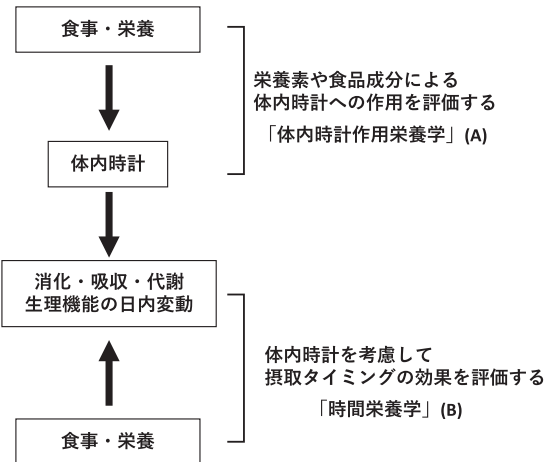 食事・栄養
栄養素や食品成分による
体内時計への作用を評価する
「体内時計作用栄養学」(A)
体内時計
消化・吸収・代謝
生理機能の日内変動
体内時計を考慮して
摂取タイミングの効果を評価する
「時間栄養学」(B)
食事・栄養